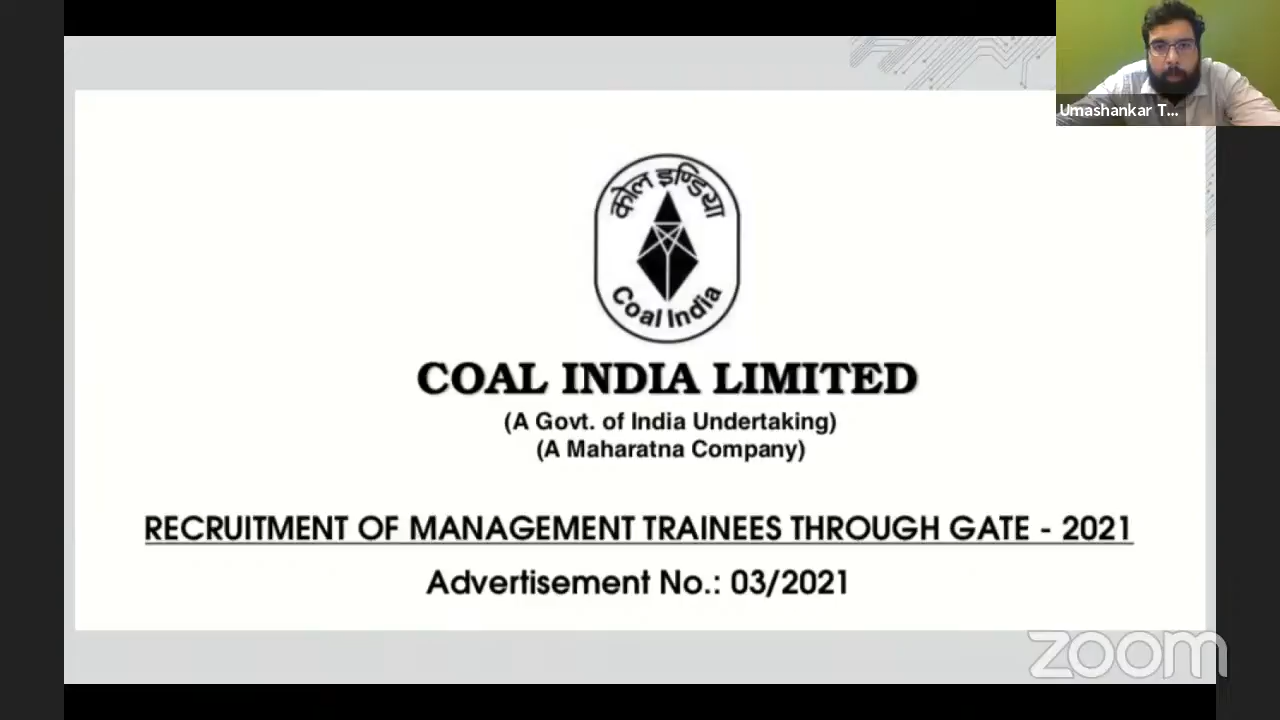 Umashankar T...
कोल इण्डिया
Coal India
COAL INDIA LIMITED
(A Govt. of India Undertaking)
(A Maharatna Company)
RECRUITMENT OF MANAGEMENT TRAINEES THROUGH GATE - 2021
Advertisement No.: 03/2021
zoom